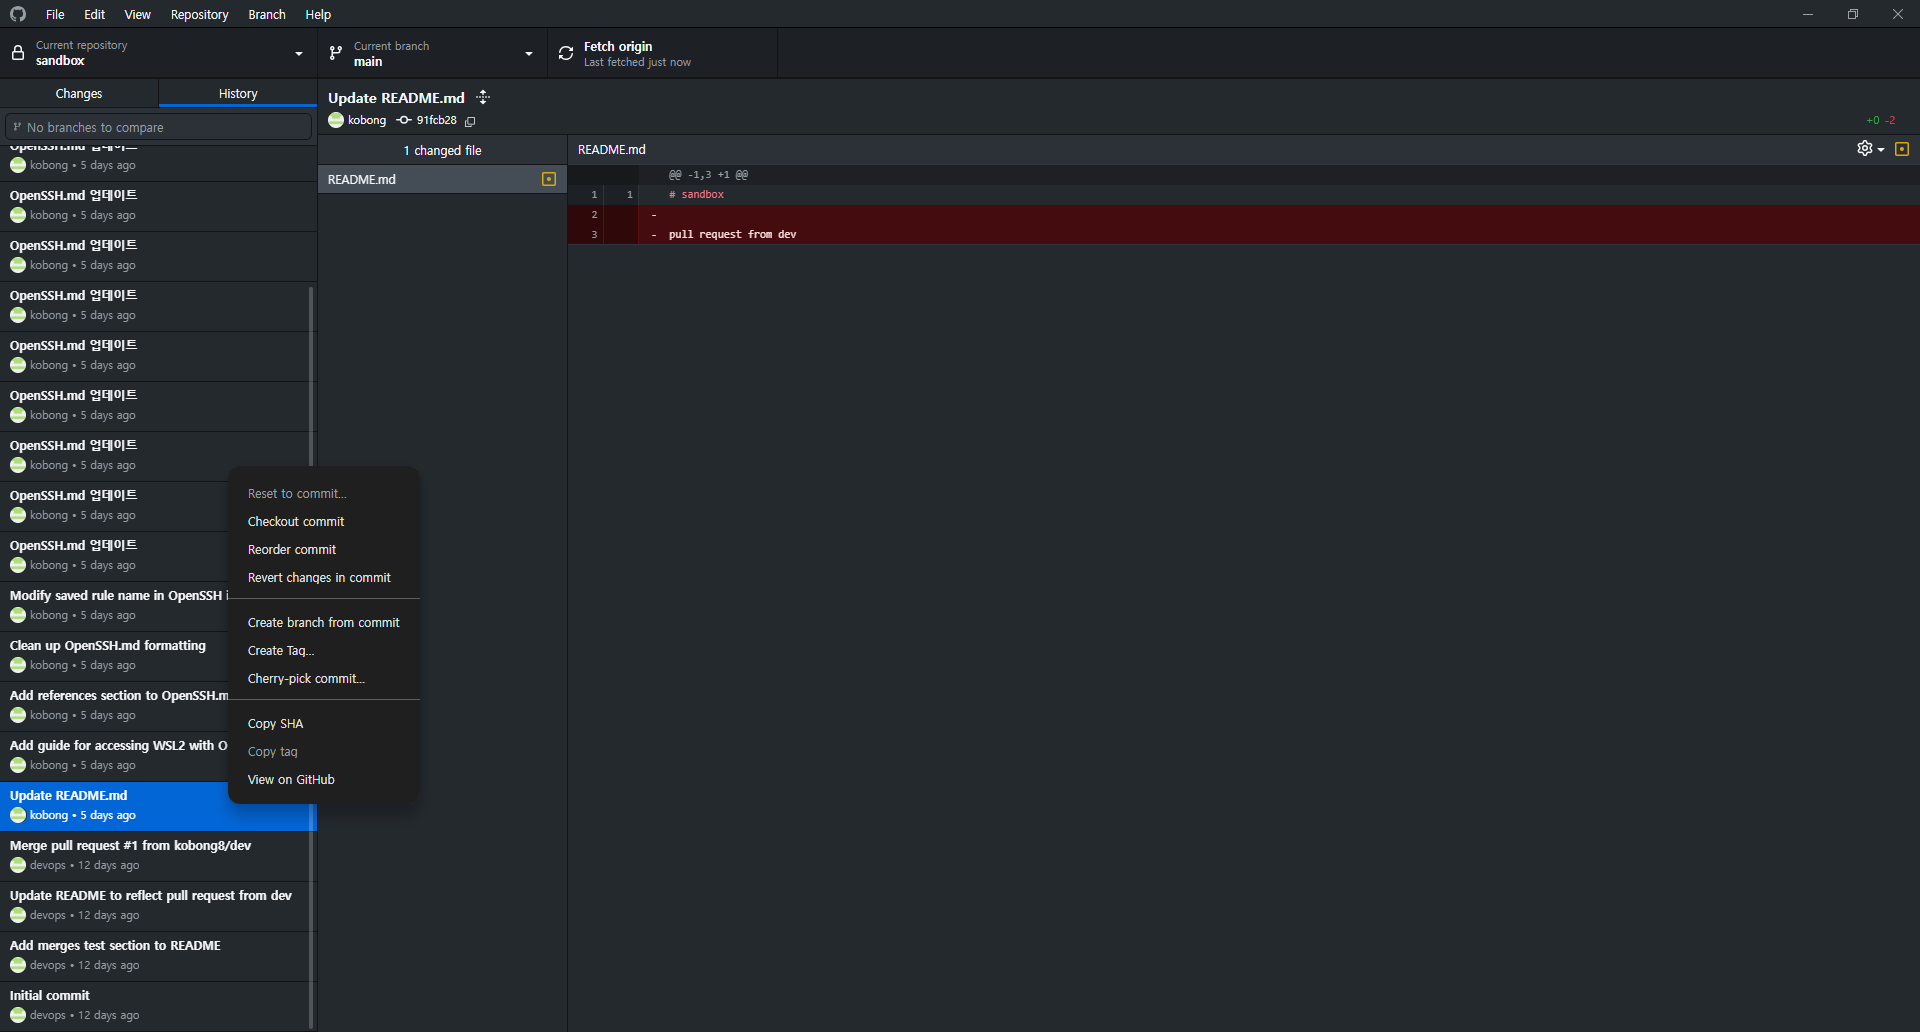 File Edit View Repository Branch Help
Current repository
sandbox
Current branch
main
Fetch origin
Last fetched just now
Changes History
No branches to compare
OpenSSH.md 업데이트
kobong • 5 days ago
OpenSSH.md 업데이트
kobong • 5 days ago
OpenSSH.md 업데이트
kobong • 5 days ago
OpenSSH.md 업데이트
kobong • 5 days ago
OpenSSH.md 업데이트
kobong • 5 days ago
OpenSSH.md 업데이트
kobong • 5 days ago
OpenSSH.md 업데이트
kobong • 5 days ago
OpenSSH.md 업데이트
kobong • 5 days ago
OpenSSH.md 업데이트
kobong • 5 days ago
Modify saved rule name in OpenSSH
kobong • 5 days ago
Clean up OpenSSH.md formatting
kobong • 5 days ago
Add references section to OpenSSH.m
kobong • 5 days ago
Add guide for accessing WSL2 with O
kobong • 5 days ago
Update README.md
kobong • 5 days ago
Merge pull request #1 from kobong8/dev
devops • 12 days ago
Update README to reflect pull request from dev
devops • 12 days ago
Add merges test section to README
devops • 12 days ago
Initial commit
devops • 12 days ago
Reset to commit...
Checkout commit
Reorder commit
Revert changes in commit
Create branch from commit
Create Tag...
Cherry-pick commit...
Copy SHA
Copy tag
View on GitHub
Update README.md
kobong 91fcb28
+0 -2
1 changed file
README.md
README.md
@@ -1,3 +1 @@
1 1 # sandbox
2 -
3 - pull request from dev